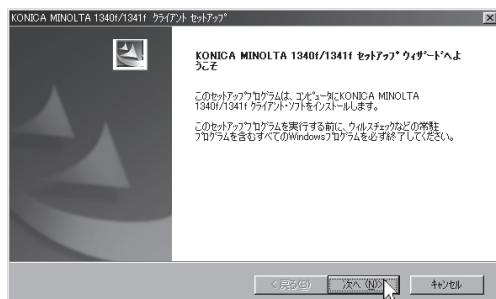 KONICA MINOLTA 1340f/1341f ｸﾗｲｱﾝﾄ ｾｯﾄｱｯﾌﾟ
KONICA MINOLTA 1340f/1341f ｾｯﾄｱｯﾌﾟ ｳｨｻﾞｰﾄﾞへよ
うこそ
このｾｯﾄｱｯﾌﾟﾌﾟﾛｸﾞﾗﾑは、ｺﾝﾋﾟｭｰﾀにKONICA MINOLTA
1340f/1341f ｸﾗｲｱﾝﾄ･ｿﾌﾄをｲﾝｽﾄｰﾙします。
このｾｯﾄｱｯﾌﾟﾌﾟﾛｸﾞﾗﾑを実行する前に、ｳｨﾙｽﾁｪｯｸなどの常駐
ﾌﾟﾛｸﾞﾗﾑを含むすべてのWindowsﾌﾟﾛｸﾞﾗﾑを必ず終了してください。
< 戻る(B) 次へ (N)> ｷｬﾝｾﾙ